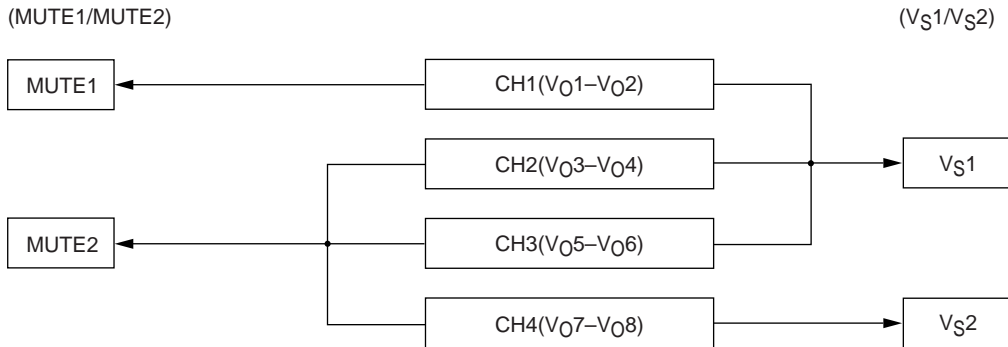 (MUTE1/MUTE2) (VS1/VS2)
MUTE1 CH1(VO1–VO2)
CH2(VO3–VO4) VS1
MUTE2 CH3(VO5–VO6)
CH4(VO7–VO8) VS2